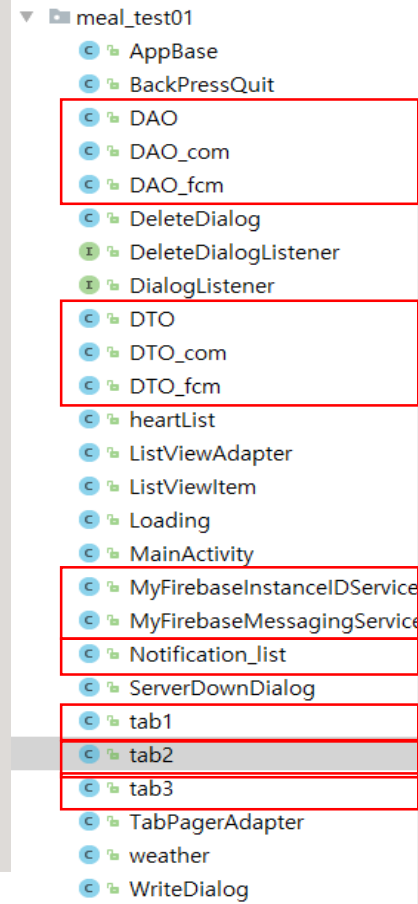 meal_test01
C AppBase
C BackPressQuit
C DAO
C DAO_com
C DAO_fcm
C DeleteDialog
I DeleteDialogListener
I DialogListener
C DTO
C DTO_com
C DTO_fcm
C heartList
C ListViewAdapter
C ListViewItem
C Loading
C MainActivity
C MyFirebaseInstanceIDService
C MyFirebaseMessagingService
C Notification_list
C ServerDownDialog
C tab1
C tab2
C tab3
C TabPagerAdapter
C weather
C WriteDialog